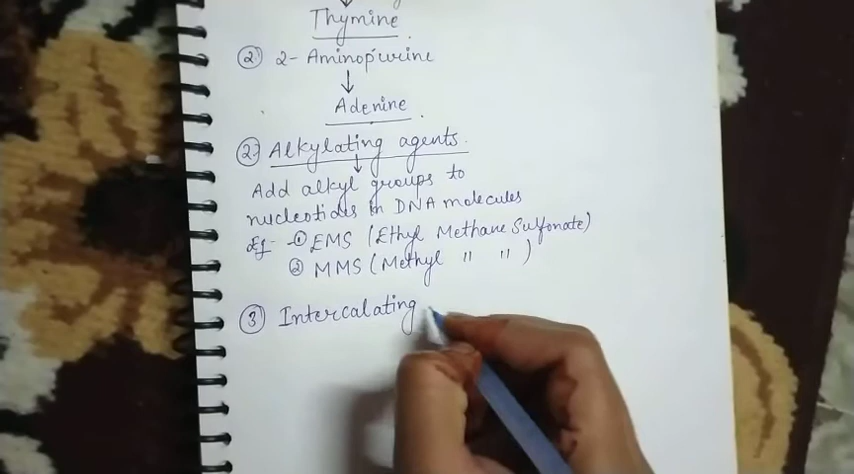 Thymine.
② 2-Aminopurine
↓
Adenine.
② Alkylating agents.
↓
Add alkyl groups to
nucleotides in DNA molecules
Eg - ① EMS (Ethyl Methane Sulfonate)
② MMS (Methyl " " )
③ Intercalating